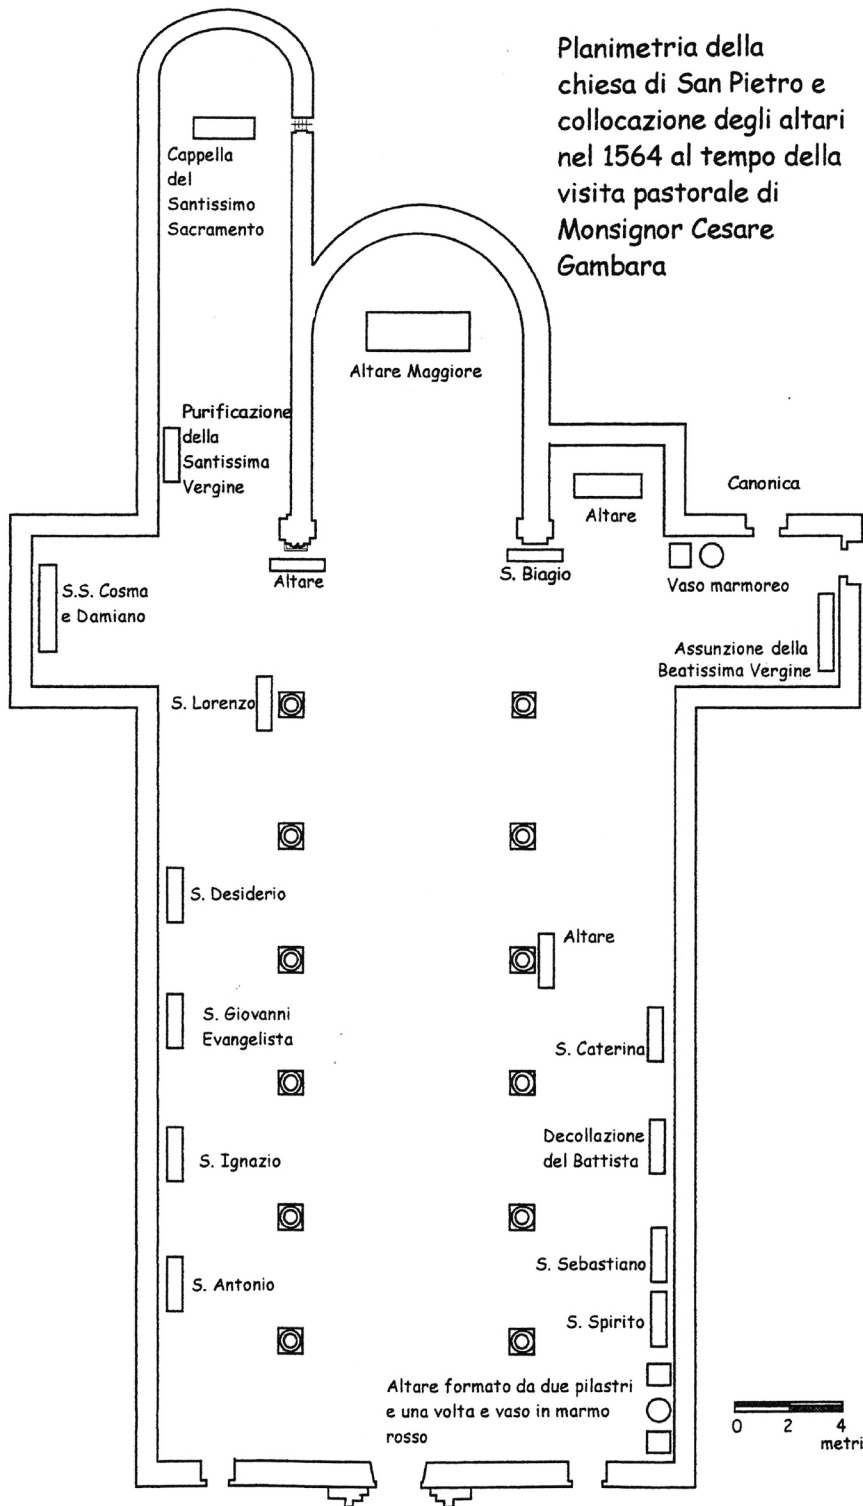 Planimetria della
chiesa di San Pietro e
collocazione degli altari
nel 1564 al tempo della
visita pastorale di
Monsignor Cesare
Gambara
Cappella
del
Santissimo
Sacramento
Altare Maggiore
Purificazione
della
Santissima
Vergine
Canonica
Altare
Altare
S. Biagio
Vaso marmoreo
S.S. Cosma
e Damiano
Assunzione della
Beatissima Vergine
S. Lorenzo
S. Desiderio
Altare
S. Giovanni
Evangelista
S. Caterina
Decollazione
del Battista
S. Ignazio
S. Sebastiano
S. Antonio
S. Spirito
Altare formato da due pilastri
e una volta e vaso in marmo
rosso
0 2 4
metri